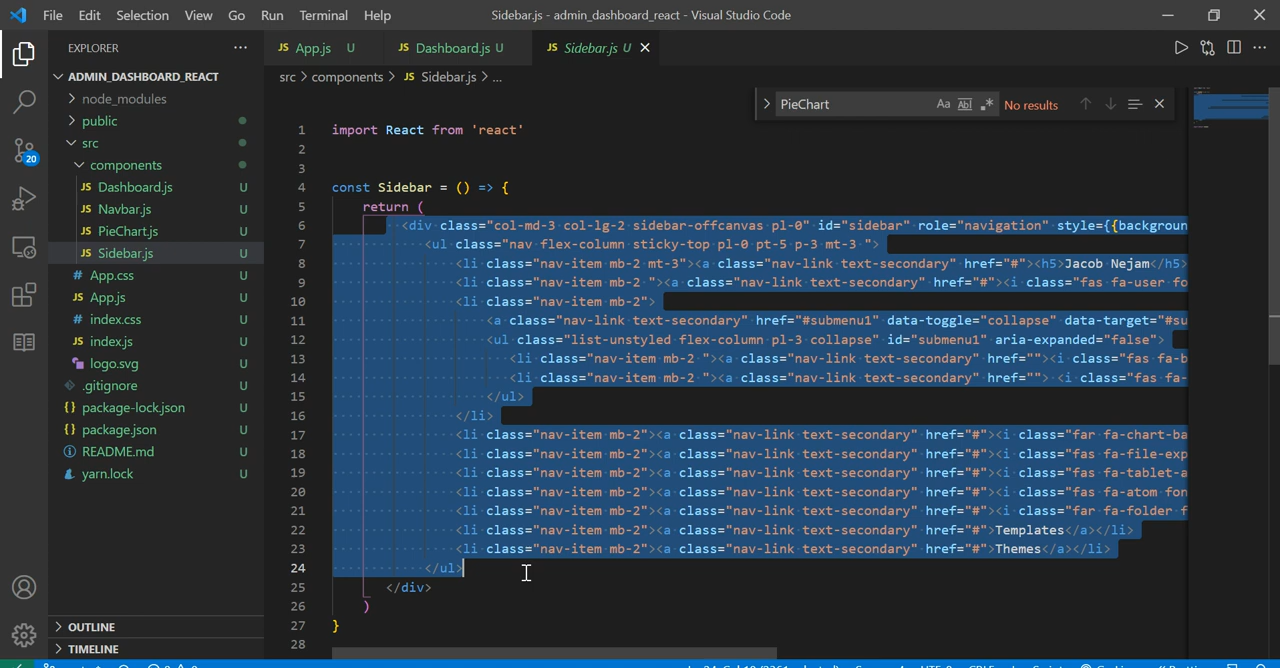 File Edit Selection View Go Run Terminal Help Sidebar.js - admin_dashboard_react - Visual Studio Code
EXPLORER
JS App.js U JS Dashboard.js U JS Sidebar.js U
ADMIN_DASHBOARD_REACT
src > components > JS Sidebar.js > ...
node_modules
public
src
components
JS Dashboard.js U
JS Navbar.js U
JS PieChart.js U
JS Sidebar.js U
# App.css U
JS App.js U
# index.css U
JS index.js U
logo.svg U
.gitignore U
{} package-lock.json U
{} package.json U
README.md U
yarn.lock U
OUTLINE
TIMELINE
20
PieChart Aa Ab .* No results
1 import React from 'react'
2
3
4 const Sidebar = () => {
5 return (
6 <div class="col-md-3 col-lg-2 sidebar-offcanvas pl-0" id="sidebar" role="navigation" style={{backgroun
7 <ul class="nav flex-column sticky-top pl-0 pt-5 p-3 mt-3 ">
8 <li class="nav-item mb-2 mt-3"><a class="nav-link text-secondary" href="#"><h5>Jacob Nejam</h5>
9 <li class="nav-item mb-2 "><a class="nav-link text-secondary" href="#"><i class="fas fa-user fo
10 <li class="nav-item mb-2">
11 <a class="nav-link text-secondary" href="#submenu1" data-toggle="collapse" data-target="#su
12 <ul class="list-unstyled flex-column pl-3 collapse" id="submenu1" aria-expanded="false">
13 <li class="nav-item mb-2 "><a class="nav-link text-secondary" href=""><i class="fas fa-b
14 <li class="nav-item mb-2 "><a class="nav-link text-secondary" href=""> <i class="fas fa-
15 </ul>
16 </li>
17 <li class="nav-item mb-2"><a class="nav-link text-secondary" href="#"><i class="far fa-chart-ba
18 <li class="nav-item mb-2"><a class="nav-link text-secondary" href="#"><i class="fas fa-file-exp
19 <li class="nav-item mb-2"><a class="nav-link text-secondary" href="#"><i class="fas fa-tablet-a
20 <li class="nav-item mb-2"><a class="nav-link text-secondary" href="#"><i class="fas fa-atom fon
21 <li class="nav-item mb-2"><a class="nav-link text-secondary" href="#"><i class="far fa-folder f
22 <li class="nav-item mb-2"><a class="nav-link text-secondary" href="#">Templates</a></li>
23 <li class="nav-item mb-2"><a class="nav-link text-secondary" href="#">Themes</a></li>
24 </ul>
25 </div>
26 )
27 }
28